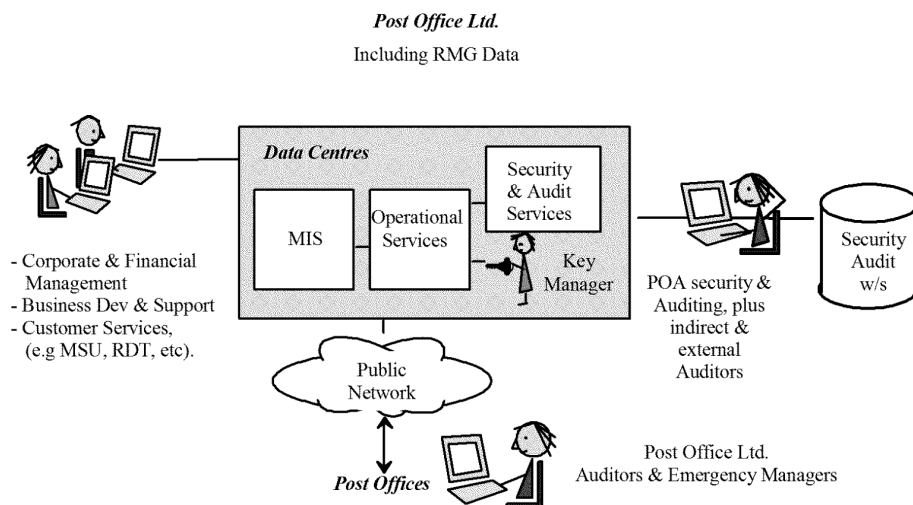 Post Office Ltd.
Including RMG Data
Data Centres
MIS
Operational
Services
Security
& Audit
Services
Key
Manager
- Corporate & Financial
Management
- Business Dev & Support
- Customer Services,
(e.g MSU, RDT, etc).
POA security &
Auditing, plus
indirect &
external
Auditors
Security
Audit
w/s
Public
Network
Post Offices
Post Office Ltd.
Auditors & Emergency Managers